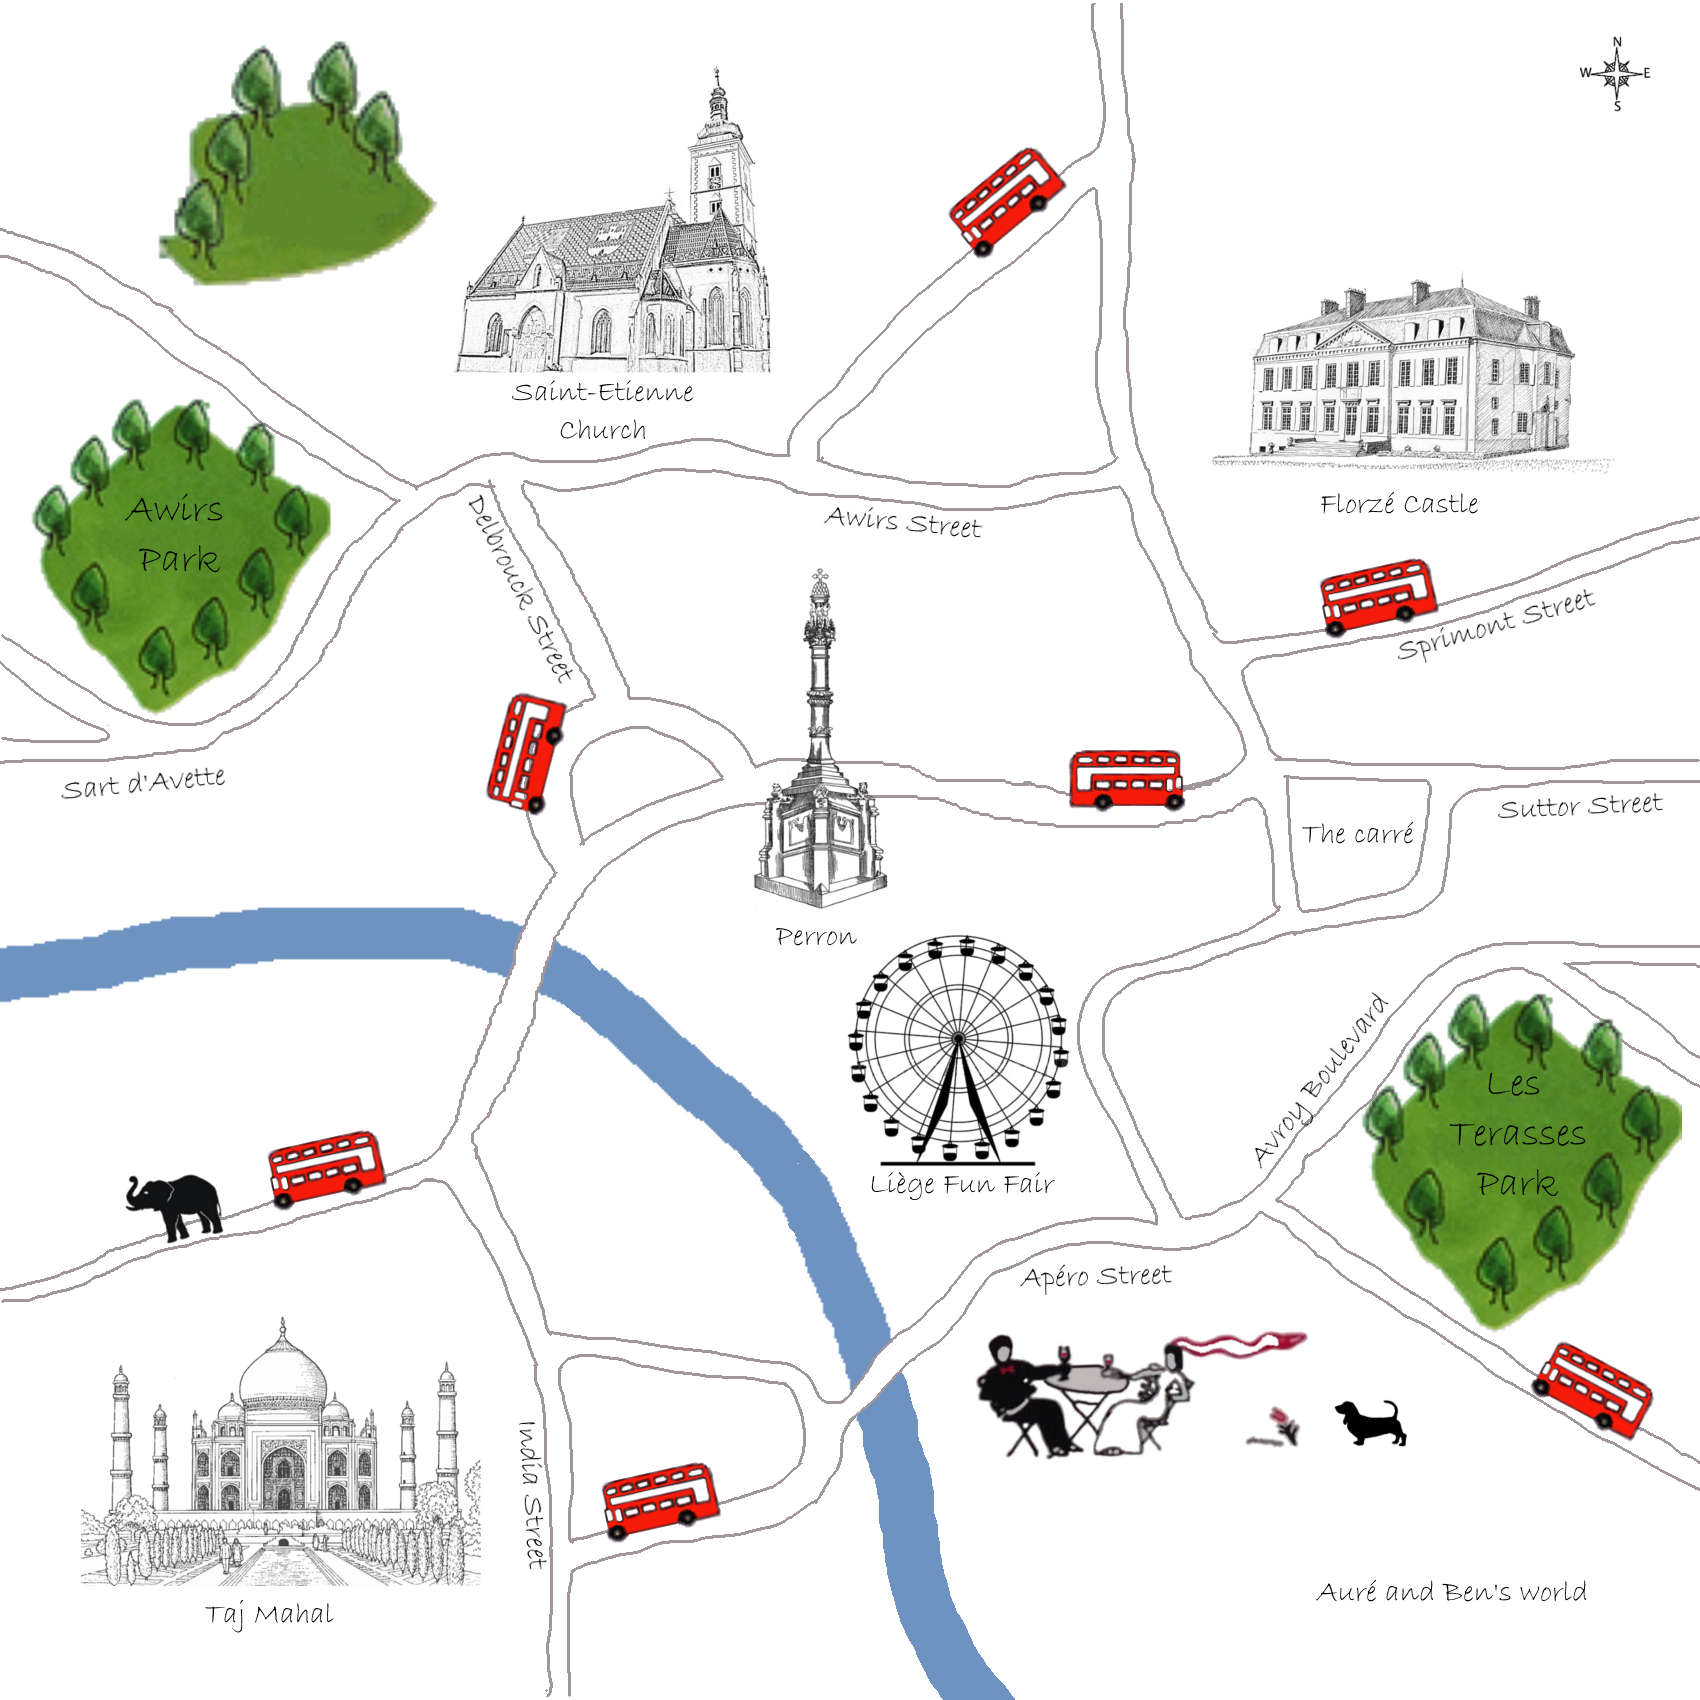 N
W E
S
Saint-Etienne
Church
Florzé Castle
Awirs
Park
Awirs Street
Delbrouck Street
Sprimont Street
Sart d'Avette
Suttor Street
The carré
Perron
Avroy Boulevard
Les
Terasses
Park
Liège Fun Fair
Apéro Street
India Street
Taj Mahal
Auré and Ben's world